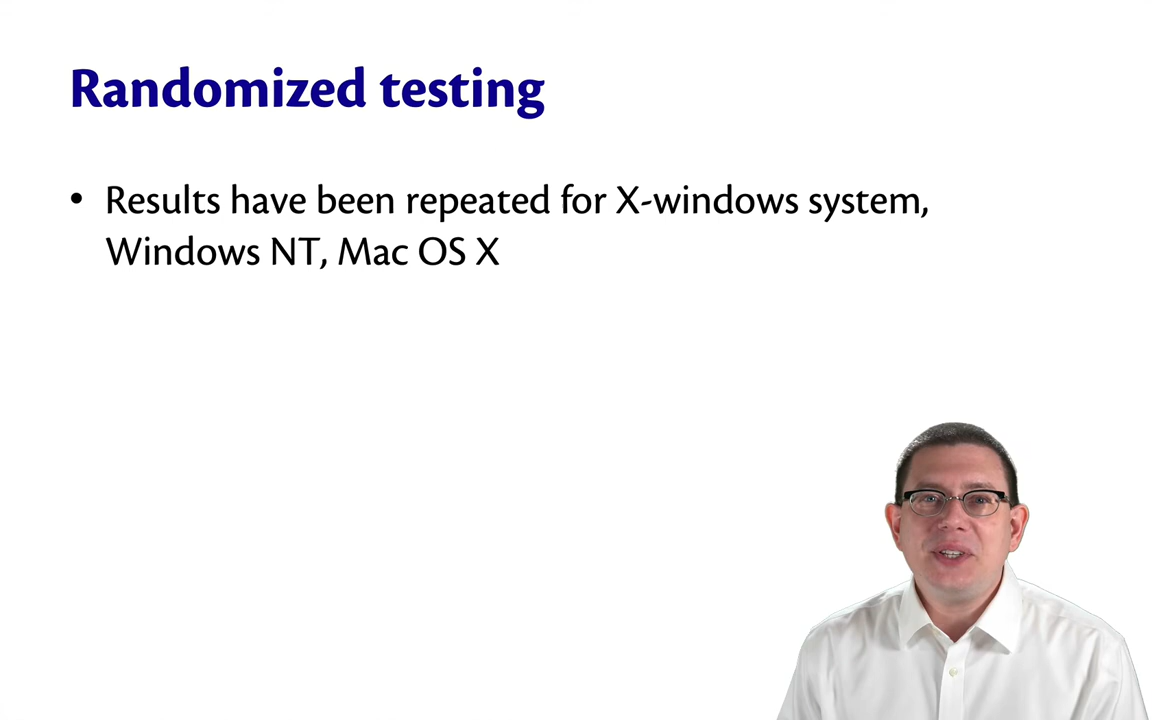 Randomized testing
• Results have been repeated for X-windows system,
Windows NT, Mac OS X